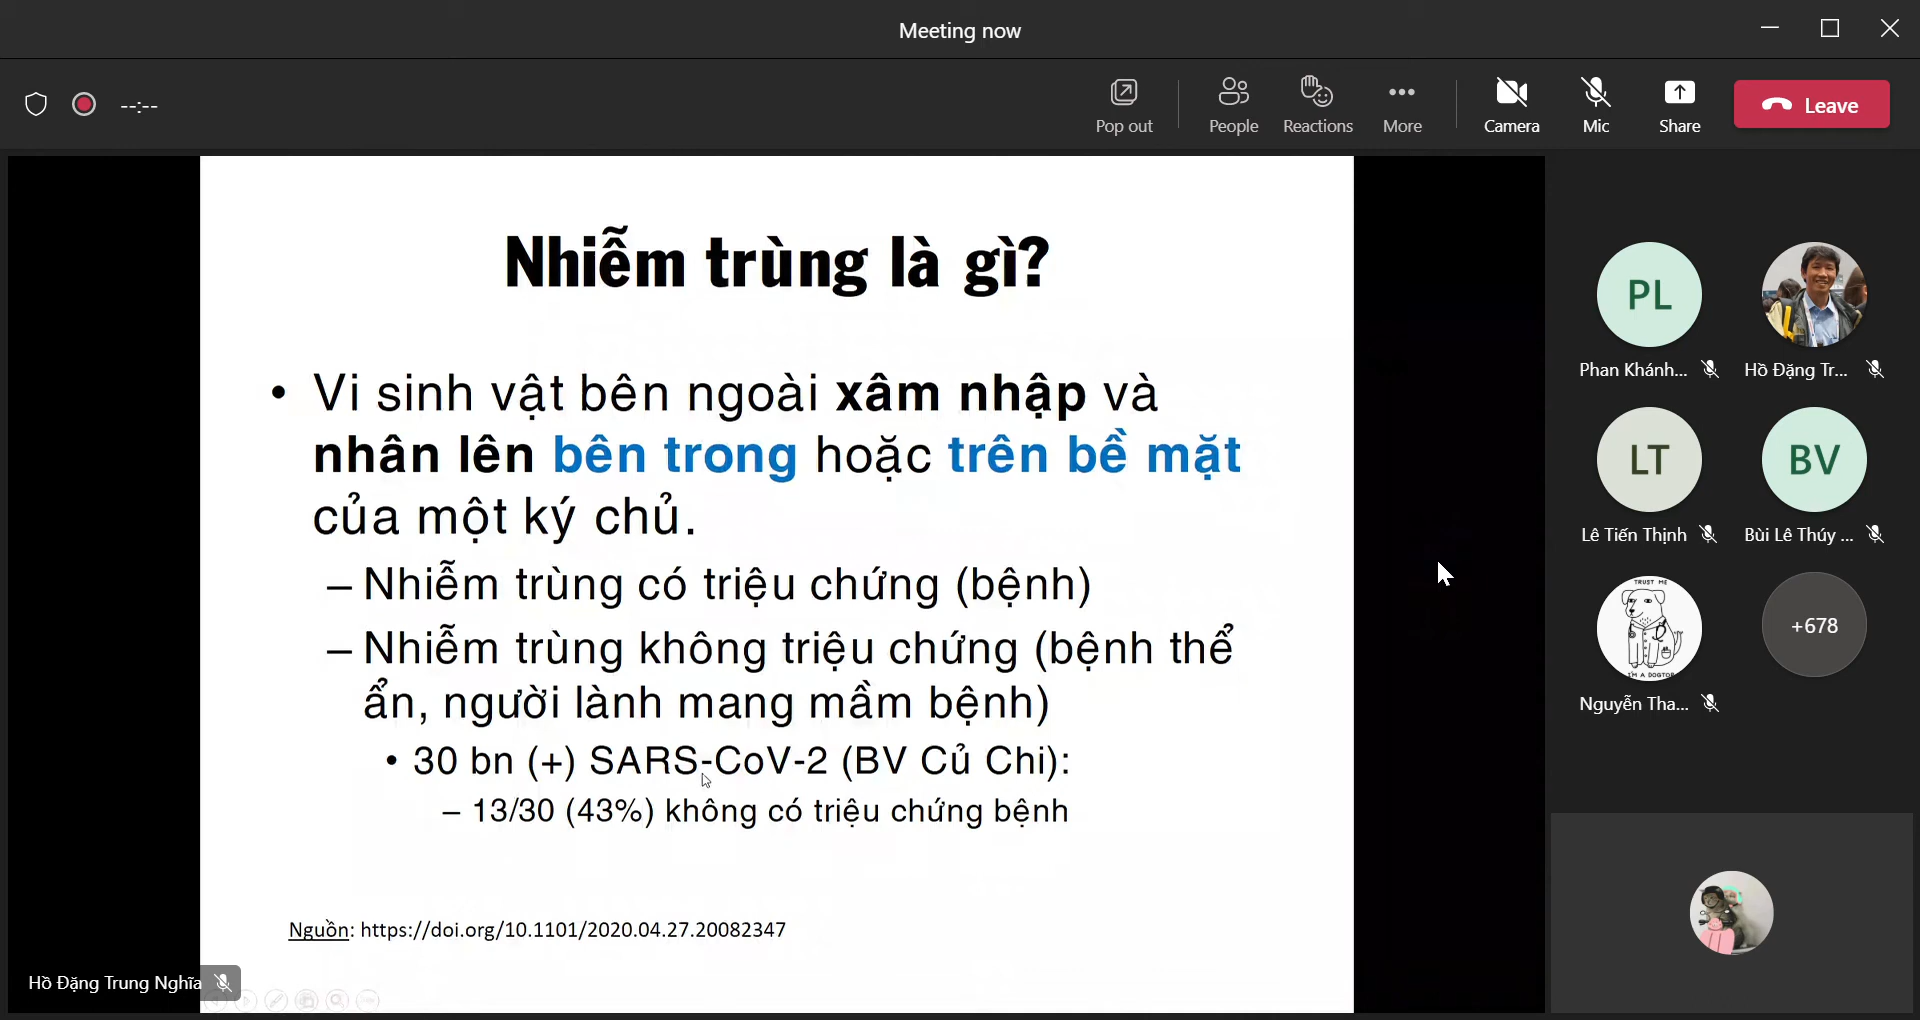 Meeting now
--:--
Pop out
People
Reactions
More
Camera
Mic
Share
Leave
Nhiễm trùng là gì?
• Vi sinh vật bên ngoài xâm nhập và
nhân lên bên trong hoặc trên bề mặt
của một ký chủ.
– Nhiễm trùng có triệu chứng (bệnh)
– Nhiễm trùng không triệu chứng (bệnh thể
ẩn, người lành mang mầm bệnh)
• 30 bn (+) SARS-CoV-2 (BV Củ Chi):
– 13/30 (43%) không có triệu chứng bệnh
Nguồn: https://doi.org/10.1101/2020.04.27.20082347
Hồ Đặng Trung Nghĩa
PL
Phan Khánh...
Hồ Đặng Tr...
LT
BV
Lê Tiến Thịnh
Bùi Lê Thúy ...
TRUST ME
I'M A DOGTOR
+678
Nguyễn Tha...